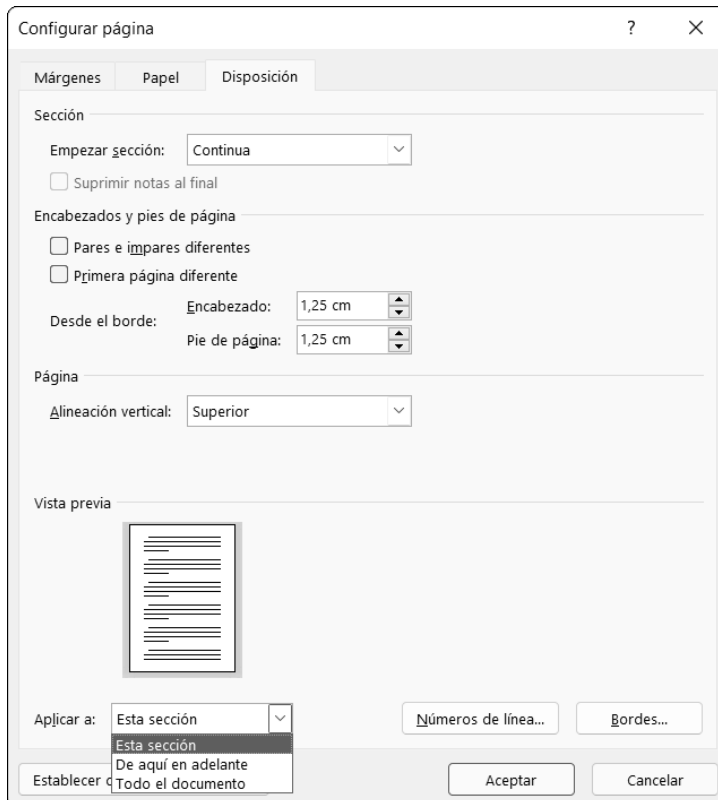 Configurar página ?
Márgenes Papel Disposición
Sección
Empezar sección: Continua
Suprimir notas al final
Encabezados y pies de página
Pares e impares diferentes
Primera página diferente
Desde el borde:
Encabezado: 1,25 cm
Pie de página: 1,25 cm
Página
Alineación vertical: Superior
Vista previa
Aplicar a: Esta sección Números de línea... Bordes...
Esta sección
De aquí en adelante
Todo el documento
Establecer Aceptar Cancelar